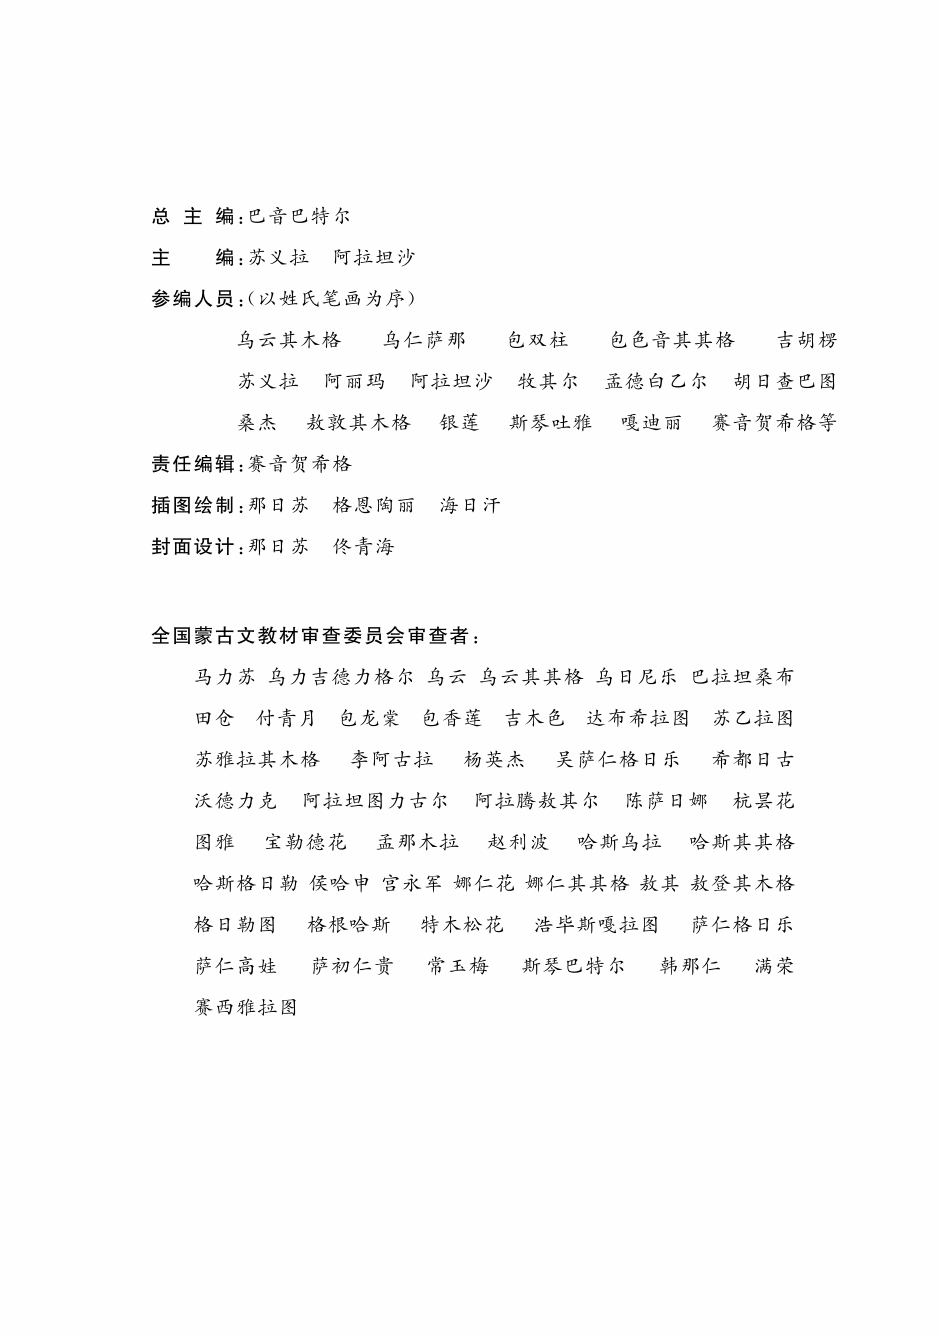 总 主 编:巴音巴特尔
主 编:苏义拉 阿拉坦沙
参编人员:(以姓氏笔画为序)
乌云其木格 乌仁萨那 包双柱 包色音其其格 吉胡楞
苏义拉 阿丽玛 阿拉坦沙 牧其尔 孟德白乙尔 胡日查巴图
桑杰 敖敦其木格 银莲 斯琴吐雅 嘎迪丽 赛音贺希格等
责任编辑:赛音贺希格
插图绘制:那日苏 格恩陶丽 海日汗
封面设计:那日苏 佟青海
全国蒙古文教材审查委员会审查者:
马力苏 乌力吉德力格尔 乌云 乌云其其格 乌日尼乐 巴拉坦桑布
田仓 付青月 包龙棠 包香莲 吉木色 达布希拉图 苏乙拉图
苏雅拉其木格 李阿古拉 杨英杰 吴萨仁格日乐 希都日古
沃德力克 阿拉坦图力古尔 阿拉腾敖其尔 陈萨日娜 杭昙花
图雅 宝勒德花 孟那木拉 赵利波 哈斯乌拉 哈斯其其格
哈斯格日勒 侯哈申 宫永军 娜仁花 娜仁其其格 敖其 敖登其木格
格日勒图 格根哈斯 特木松花 浩毕斯嘎拉图 萨仁格日乐
萨仁高娃 萨初仁贵 常玉梅 斯琴巴特尔 韩那仁 满荣
赛西雅拉图